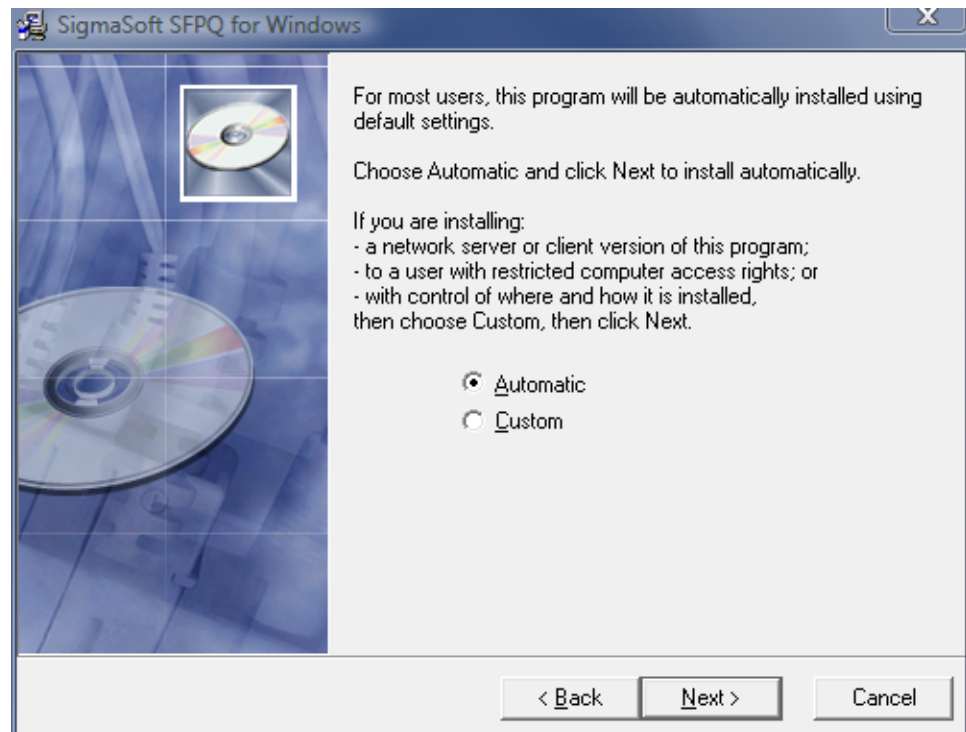 SigmaSoft SFPQ for Windows
For most users, this program will be automatically installed using
default settings.
Choose Automatic and click Next to install automatically.
If you are installing:
- a network server or client version of this program;
- to a user with restricted computer access rights; or
- with control of where and how it is installed,
then choose Custom, then click Next.
Automatic
Custom
< Back Next > Cancel